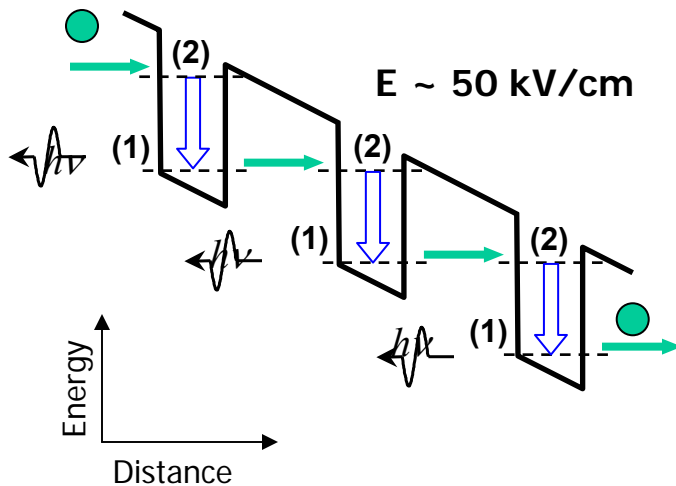 (2)
E ~ 50 kV/cm
(1)
hν
(2)
(1)
hν
(2)
(1)
hν
Energy
Distance